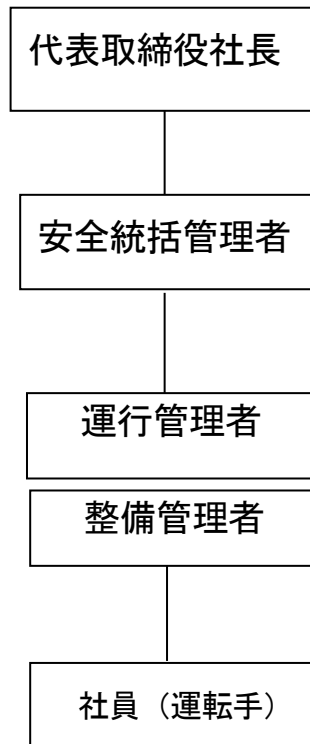 代表取締役社長
安全統括管理者
運行管理者
整備管理者
社員（運転手）